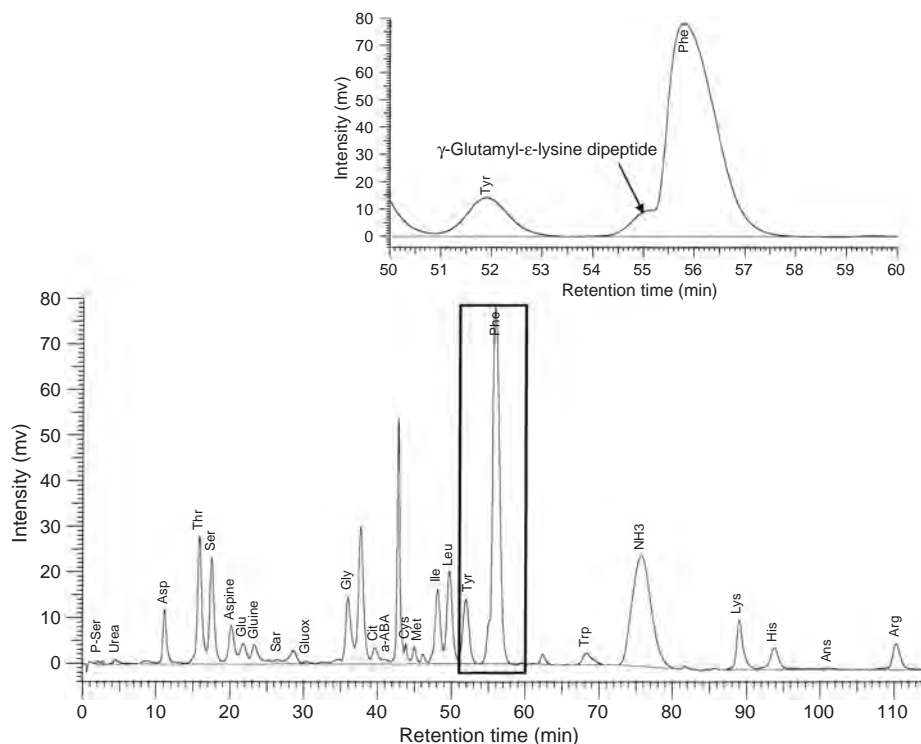 80
70
60
50
40
30
20
10
0
Intensity (mv)
Tyr
γ-Glutamyl-ε-lysine dipeptide
Phe
50 51 52 53 54 55 56 57 58 59 60
Retention time (min)
80
70
60
50
40
30
20
10
0
Intensity (mv)
P-Ser
Urea
Asp
Thr
Ser
Aspine
Glu
Gluine
Sar
Gluox
Gly
Cit
a-ABA
Cys
Met
Ile
Leu
Tyr
Phe
Trp
NH3
Lys
His
Ans
Arg
0 10 20 30 40 50 60 70 80 90 100 110
Retention time (min)